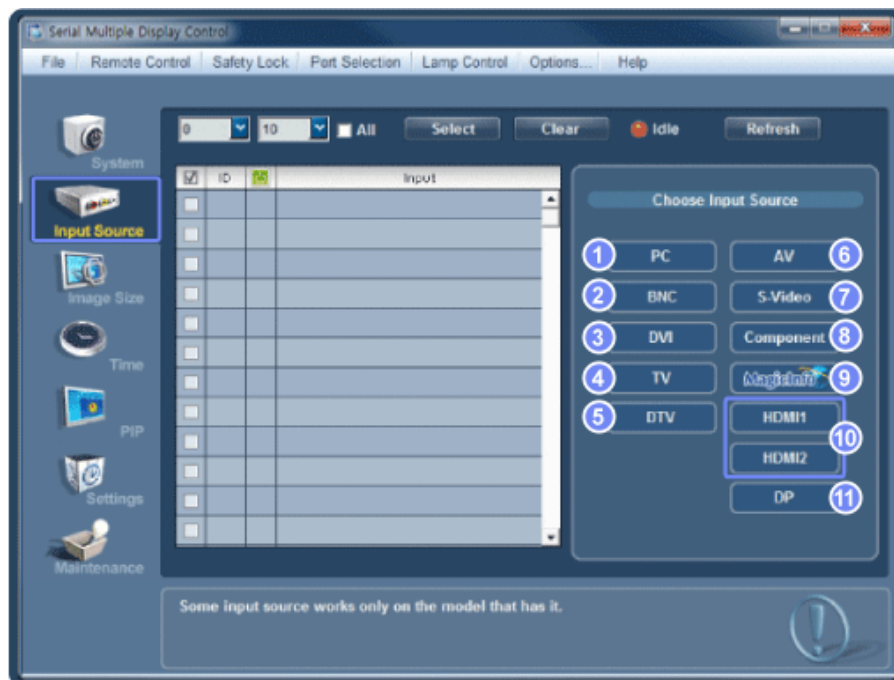 Serial Multiple Display Control
File Remote Control Safety Lock Port Selection Lamp Control Options... Help
0 10 All Select Clear Idle Refresh
System
Input Source
Image Size
Time
PIP
Settings
Maintenance
ID Input
Choose Input Source
1 PC AV 6
2 BNC S-Video 7
3 DVI Component 8
4 TV MagicInfo 9
5 DTV HDMI1
10
HDMI2
DP 11
Some input source works only on the model that has it.